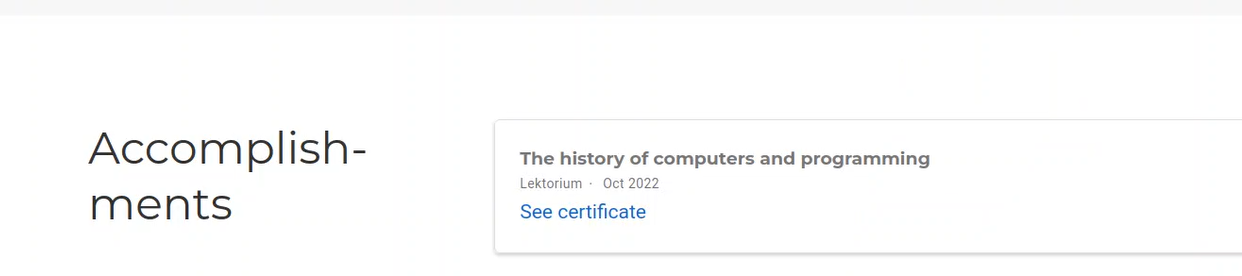 Accomplish-
ments
The history of computers and programming
Lektorium · Oct 2022
See certificate